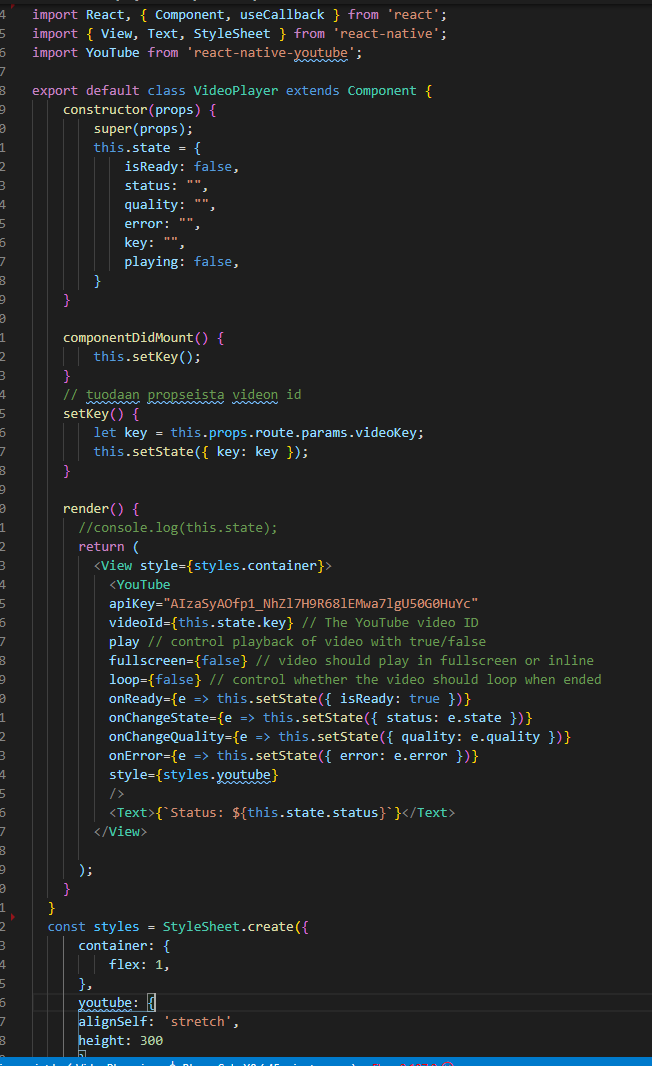 4 import React, { Component, useCallback } from 'react';
5 import { View, Text, StyleSheet } from 'react-native';
6 import YouTube from 'react-native-youtube';
7
8 export default class VideoPlayer extends Component {
9 constructor(props) {
0 super(props);
1 this.state = {
2 isReady: false,
3 status: "",
4 quality: "",
5 error: "",
6 key: "",
7 playing: false,
8 }
9 }
0
1 componentDidMount() {
2 this.setKey();
3 }
4 // tuodaan propseista videon id
5 setKey() {
6 let key = this.props.route.params.videoKey;
7 this.setState({ key: key });
8 }
9
0 render() {
1 //console.log(this.state);
2 return (
3 <View style={styles.container}>
4 <YouTube
5 apiKey="AIzaSyAOfp1_NhZl7H9R68lEMwa7lgU50G0HuYc"
6 videoId={this.state.key} // The YouTube video ID
7 play // control playback of video with true/false
8 fullscreen={false} // video should play in fullscreen or inline
9 loop={false} // control whether the video should loop when ended
0 onReady={e => this.setState({ isReady: true })}
1 onChangeState={e => this.setState({ status: e.state })}
2 onChangeQuality={e => this.setState({ quality: e.quality })}
3 onError={e => this.setState({ error: e.error })}
4 style={styles.youtube}
5 />
6 <Text>{`Status: ${this.state.status}`}</Text>
7 </View>
8
9 );
0 }
1 }
2 const styles = StyleSheet.create({
3 container: {
4 flex: 1,
5 },
6 youtube: {
7 alignSelf: 'stretch',
8 height: 300
}